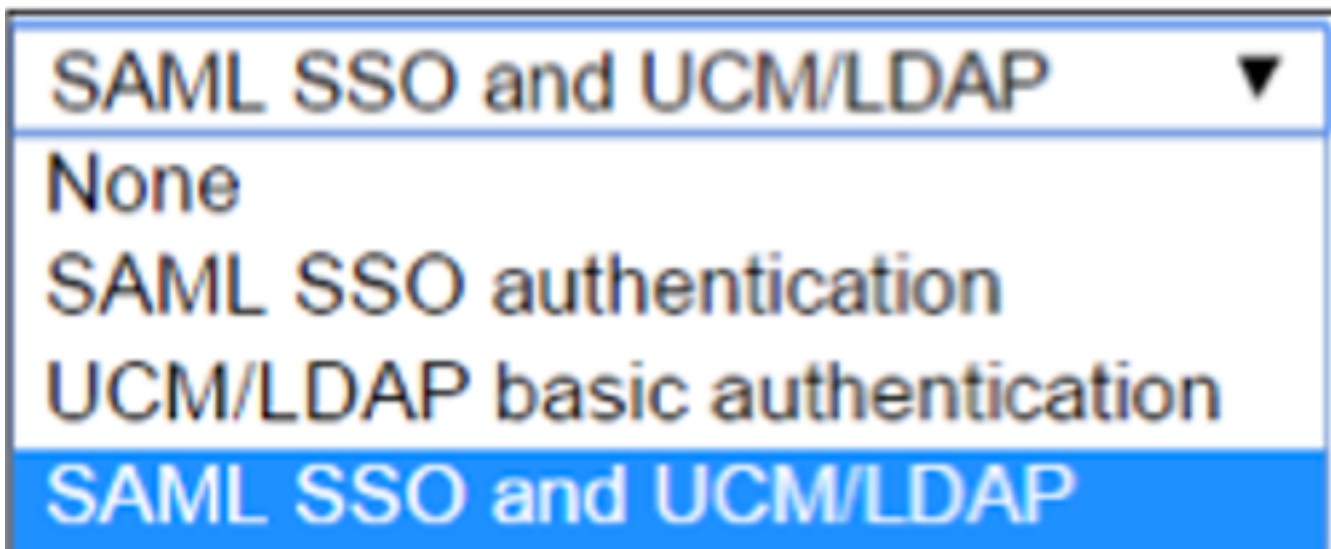 SAML SSO and UCM/LDAP ▼
None
SAML SSO authentication
UCM/LDAP basic authentication
SAML SSO and UCM/LDAP